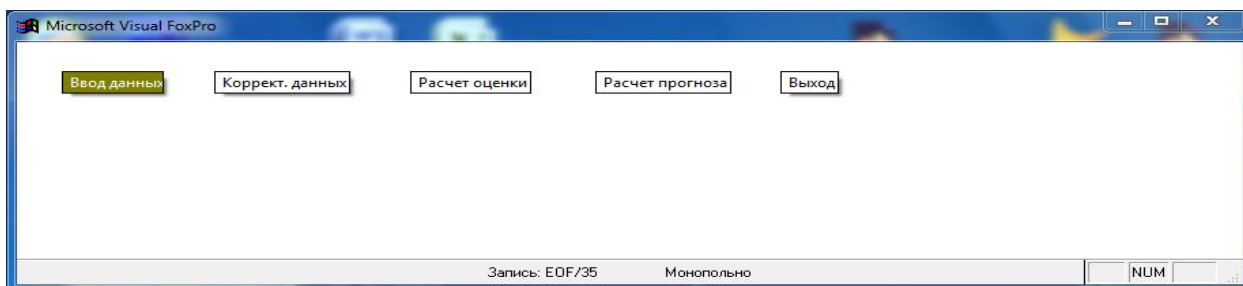 Microsoft Visual FoxPro
Ввод данных Коррект. данных Расчет оценки Расчет прогноза Выход
Запись: EOF/35 Монопольно NUM